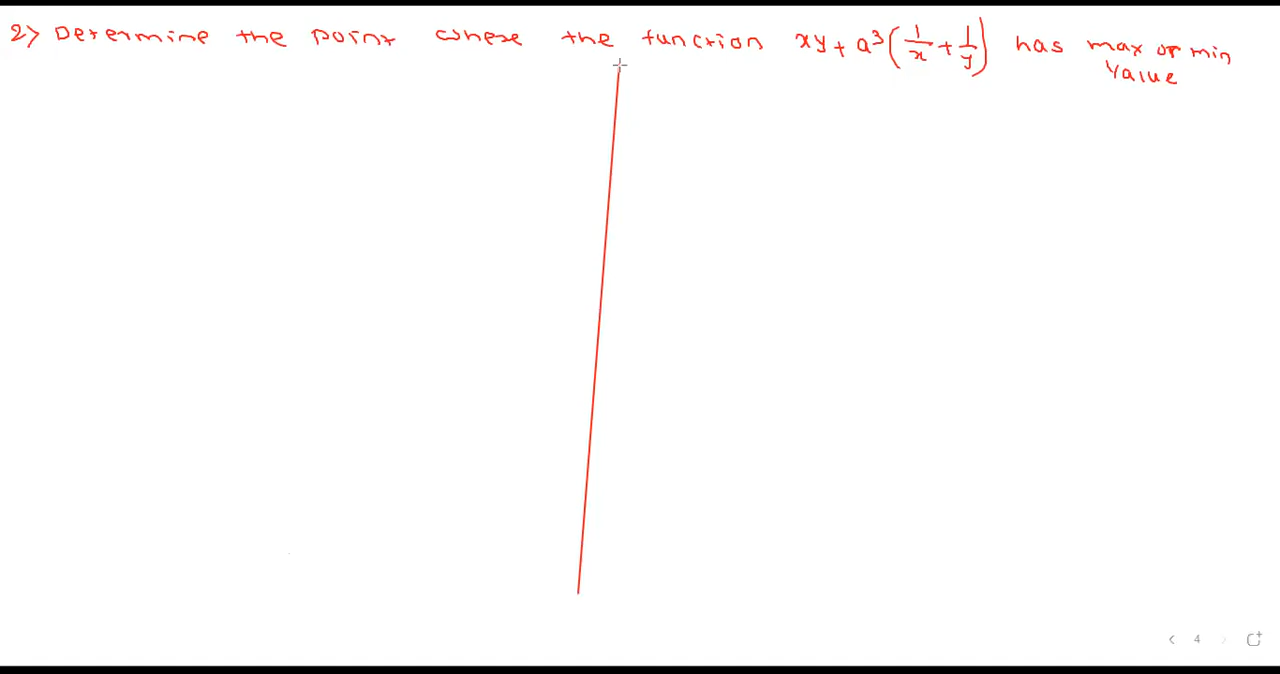 2) Determine the point where the function xy + a³(1/x + 1/y) has max or min
value
< 4 >